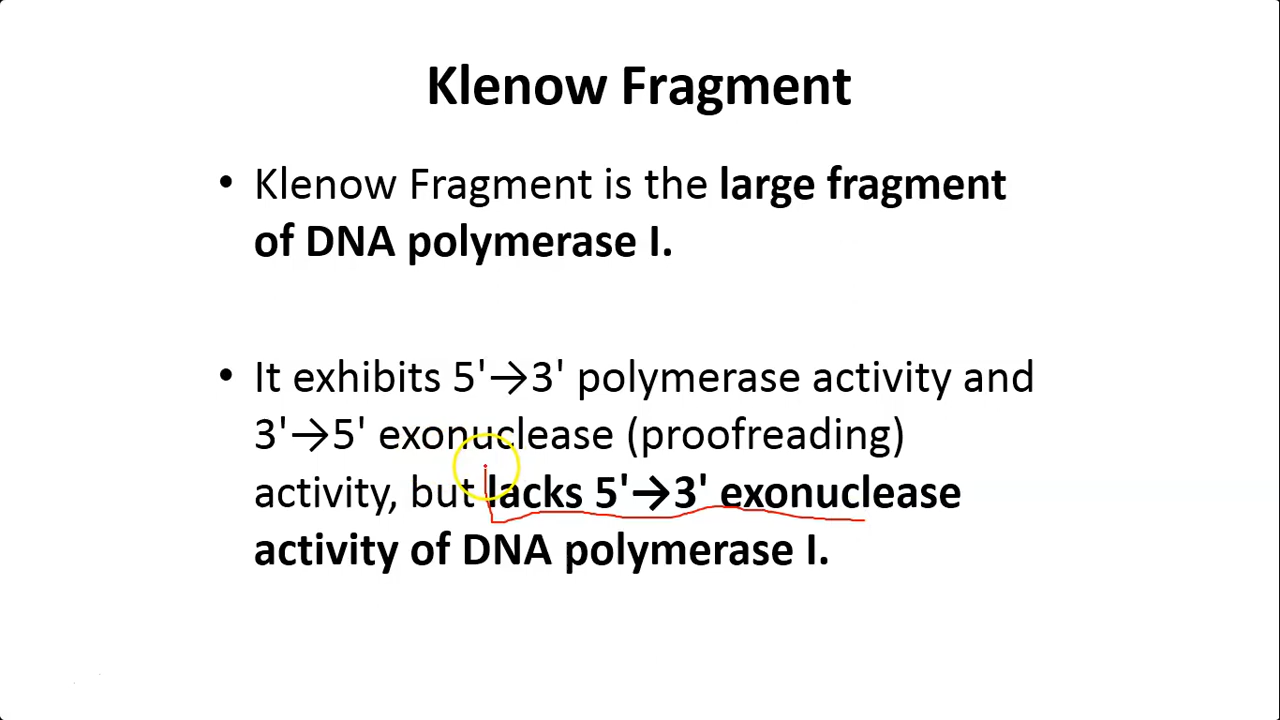 Klenow Fragment
• Klenow Fragment is the large fragment
of DNA polymerase I.
• It exhibits 5'→3' polymerase activity and
3'→5' exonuclease (proofreading)
activity, but lacks 5'→3' exonuclease
activity of DNA polymerase I.